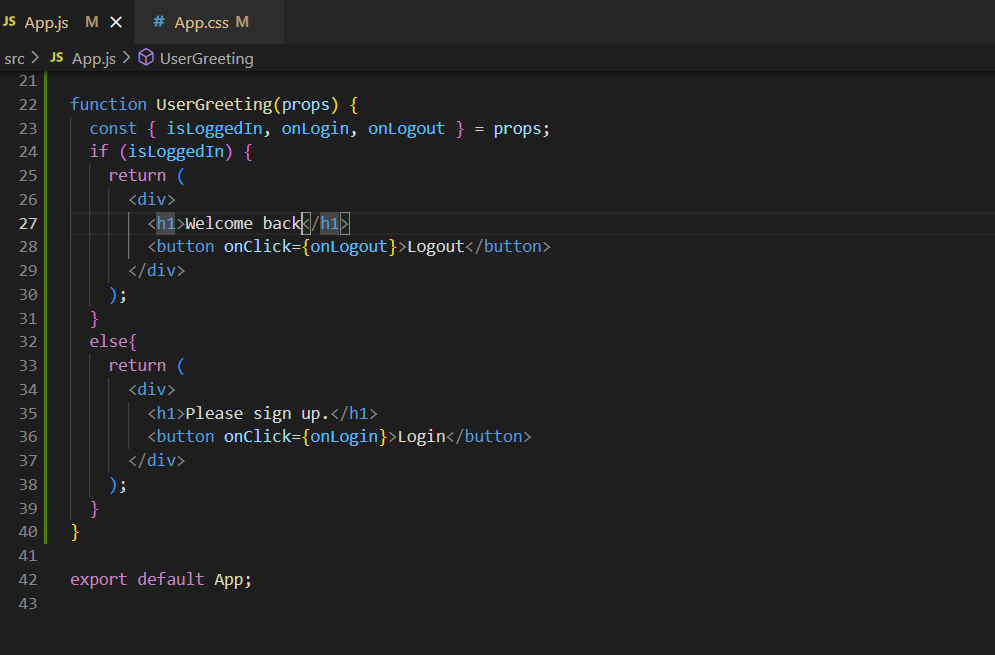 JS App.js M × # App.css M
src > JS App.js > UserGreeting
21
22 function UserGreeting(props) {
23   const { isLoggedIn, onLogin, onLogout } = props;
24   if (isLoggedIn) {
25     return (
26       <div>
27         <h1>Welcome back</h1>
28         <button onClick={onLogout}>Logout</button>
29       </div>
30     );
31   }
32   else{
33     return (
34       <div>
35         <h1>Please sign up.</h1>
36         <button onClick={onLogin}>Login</button>
37       </div>
38     );
39   }
40 }
41
42 export default App;
43